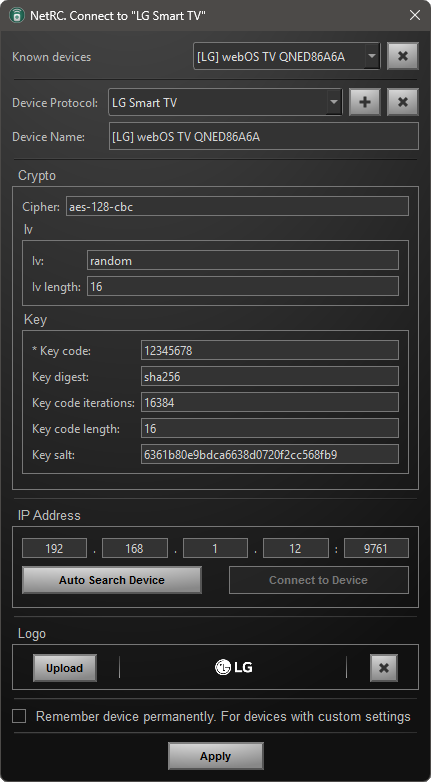 NetRC. Connect to "LG Smart TV"
Known devices [LG] webOS TV QNED86A6A
Device Protocol: LG Smart TV
Device Name: [LG] webOS TV QNED86A6A
Crypto
Cipher: aes-128-cbc
Iv
Iv: random
Iv length: 16
Key
* Key code: 12345678
Key digest: sha256
Key code iterations: 16384
Key code length: 16
Key salt: 6361b80e9bdca6638d0720f2cc568fb9
IP Address
192 . 168 . 1 . 12 : 9761
Auto Search Device Connect to Device
Logo
Upload LG
Remember device permanently. For devices with custom settings
Apply